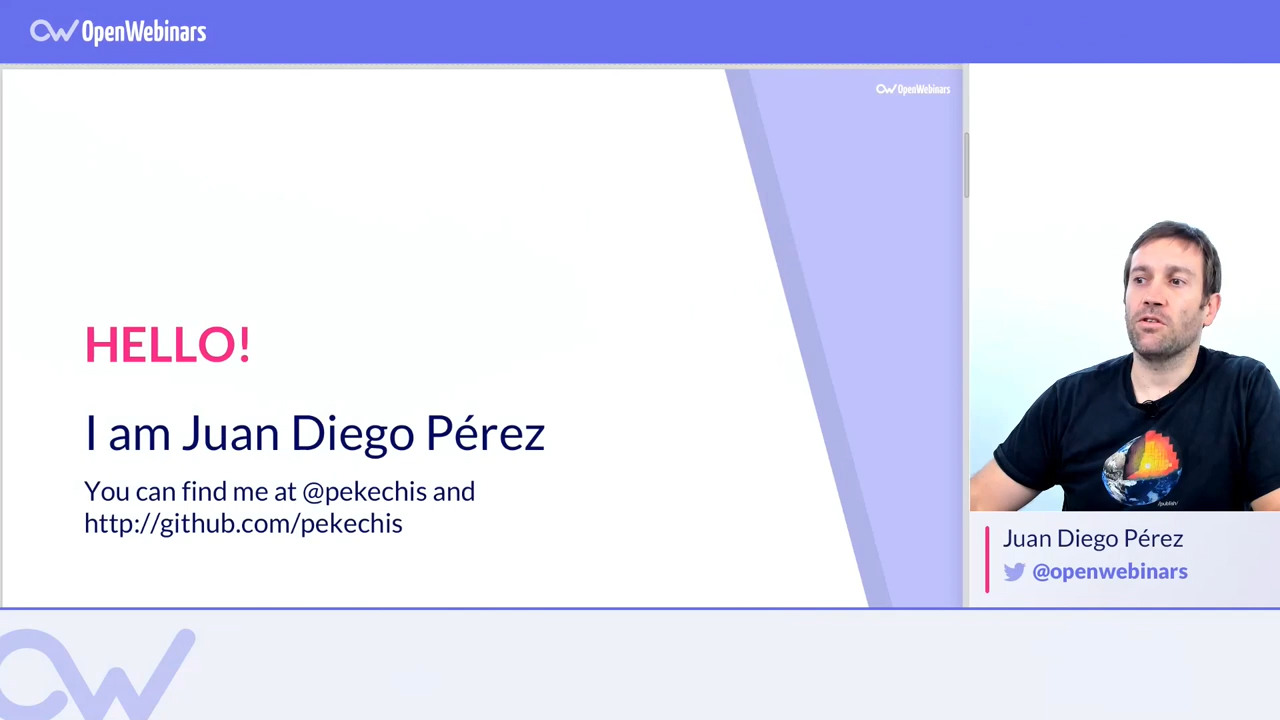 OpenWebinars
OpenWebinars
HELLO!
I am Juan Diego Pérez
You can find me at @pekechis and
http://github.com/pekechis
/publish/
Juan Diego Pérez
@openwebinars